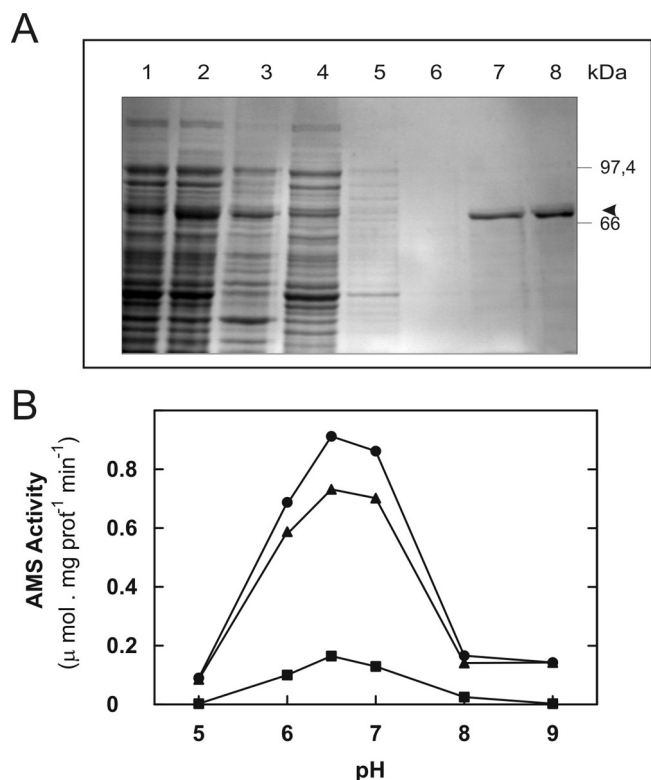 A
1 2 3 4 5 6 7 8 kDa
97,4
66
B
AMS Activity
(μ mol . mg prot⁻¹ min⁻¹)
0.8
0.6
0.4
0.2
0
5 6 7 8 9
pH